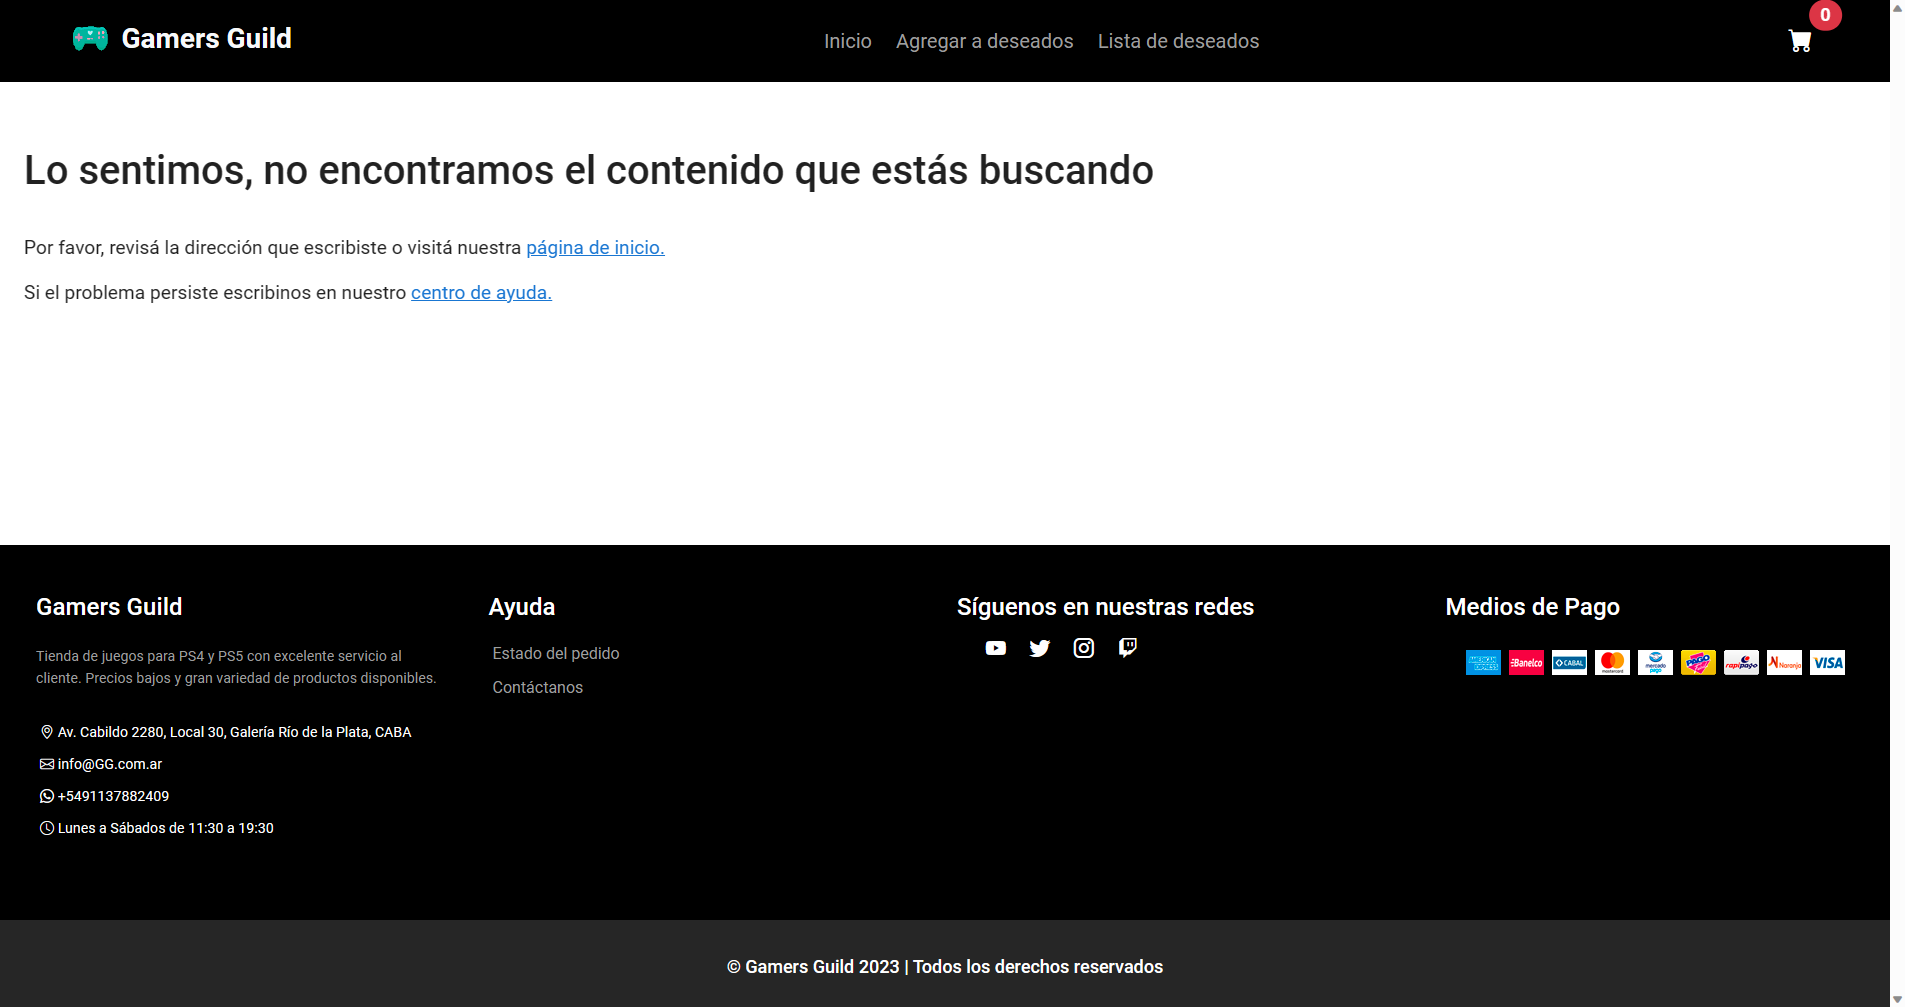 Gamers Guild
Inicio
Agregar a deseados
Lista de deseados
0
Lo sentimos, no encontramos el contenido que estás buscando
Por favor, revisá la dirección que escribiste o visitá nuestra página de inicio.
Si el problema persiste escribinos en nuestro centro de ayuda.
Gamers Guild
Tienda de juegos para PS4 y PS5 con excelente servicio al
cliente. Precios bajos y gran variedad de productos disponibles.
Av. Cabildo 2280, Local 30, Galería Río de la Plata, CABA
info@GG.com.ar
+5491137882409
Lunes a Sábados de 11:30 a 19:30
Ayuda
Estado del pedido
Contáctanos
Síguenos en nuestras redes
Medios de Pago
AMERICAN EXPRESS
Banelco
CABAL
mastercard
mercado pago
PAGO
rapipago
Naranja
VISA
© Gamers Guild 2023 | Todos los derechos reservados